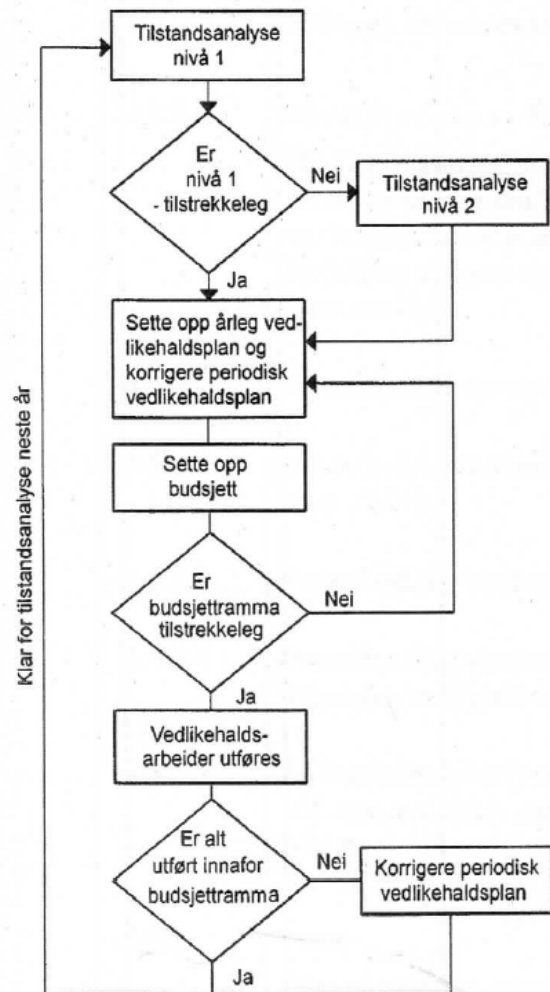 Tilstandsanalyse
nivå 1
Er
nivå 1
- tilstrekkeleg
Nei
Tilstandsanalyse
nivå 2
Ja
Sette opp årleg ved-
likehaldsplan og
korrigere periodisk
vedlikehaldsplan
Sette opp
budsjett
Er
budsjettramma
tilstrekkeleg
Nei
Ja
Vedlikehalds-
arbeider utføres
Er alt
utført innafor
budsjettramma
Nei
Korrigere periodisk
vedlikehaldsplan
Ja
Klar for tilstandsanalyse neste år